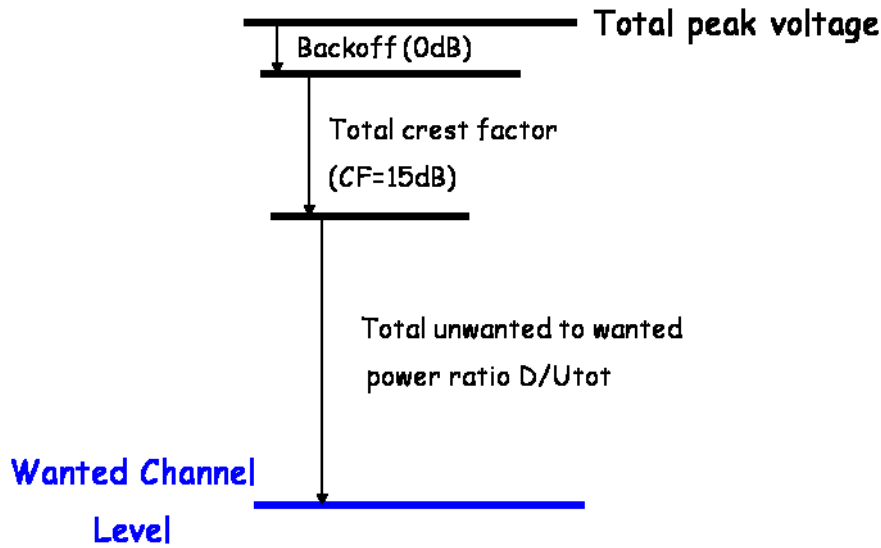 Total peak voltage
Backoff (0dB)
Total crest factor
(CF=15dB)
Total unwanted to wanted
power ratio D/Utot
Wanted Channel
Level